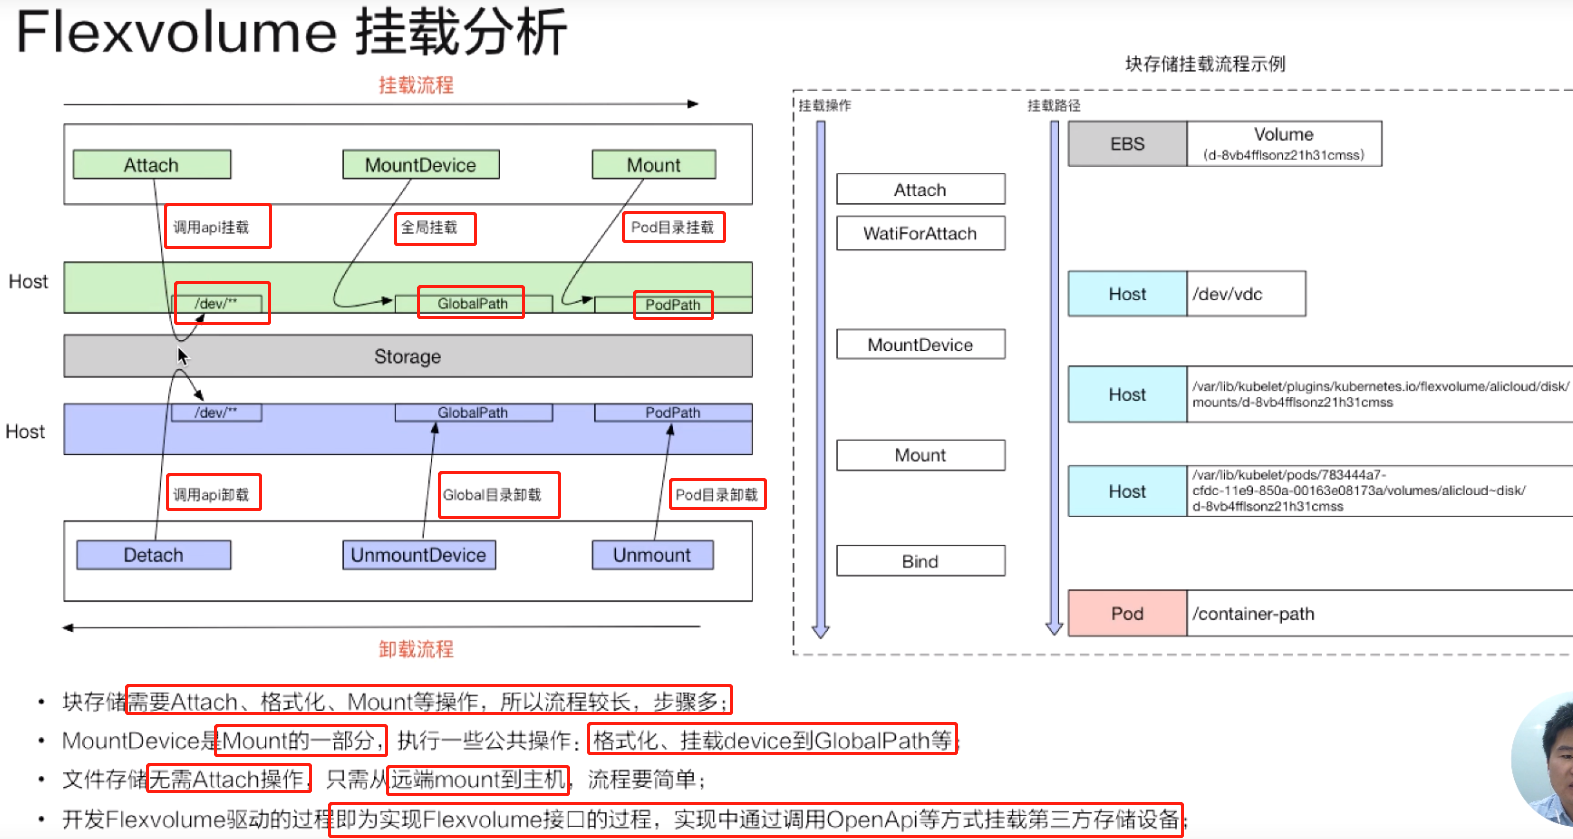 Flexvolume 挂载分析
挂载流程
Attach
MountDevice
Mount
调用api挂载
全局挂载
Pod目录挂载
Host
/dev/**
GlobalPath
PodPath
Storage
Host
/dev/**
GlobalPath
PodPath
调用api卸载
Global目录卸载
Pod目录卸载
Detach
UnmountDevice
Unmount
卸载流程
块存储挂载流程示例
挂载操作
挂载路径
Attach
WatiForAttach
MountDevice
Mount
Bind
EBS
Volume
(d-8vb4fflsonz21h31cmss)
Host
/dev/vdc
Host
/var/lib/kubelet/plugins/kubernetes.io/flexvolume/alicloud/disk/
mounts/d-8vb4fflsonz21h31cmss
Host
/var/lib/kubelet/pods/783444a7-
cfdc-11e9-850a-00163e08173a/volumes/alicloud~disk/
d-8vb4fflsonz21h31cmss
Pod
/container-path
• 块存储需要Attach、格式化、Mount等操作，所以流程较长，步骤多；
• MountDevice是Mount的一部分，执行一些公共操作：格式化、挂载device到GlobalPath等；
• 文件存储无需Attach操作，只需从远端mount到主机，流程要简单；
• 开发Flexvolume驱动的过程即为实现Flexvolume接口的过程，实现中通过调用OpenApi等方式挂载第三方存储设备；